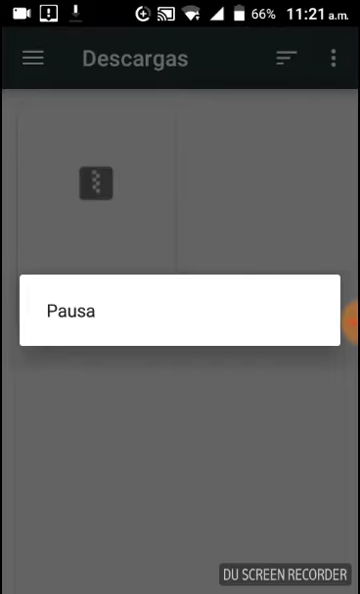 66% 11:21 a.m.
Descargas
Pausa
DU SCREEN RECORDER